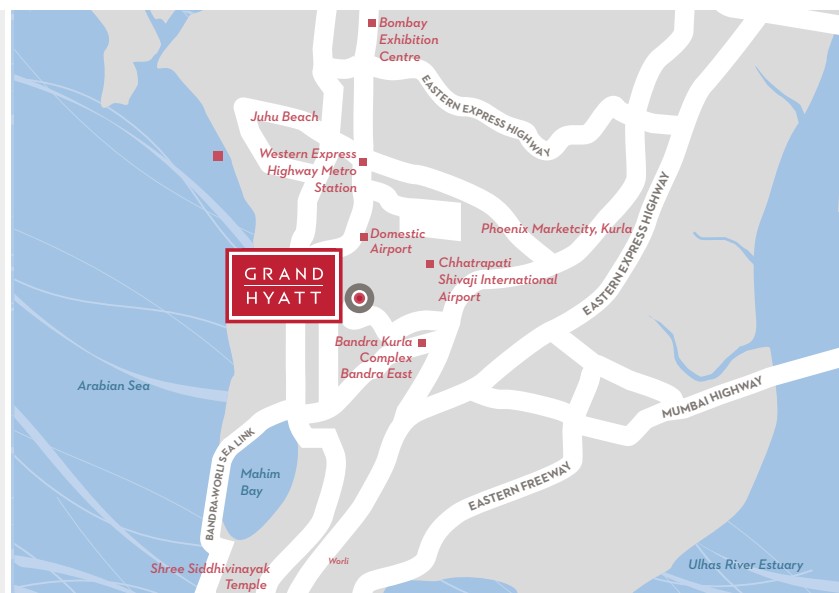 Bombay
Exhibition
Centre
EASTERN EXPRESS HIGHWAY
Juhu Beach
Western Express
Highway Metro
Station
Phoenix Marketcity, Kurla
Domestic
Airport
EASTERN EXPRESS HIGHWAY
Chhatrapati
Shivaji International
Airport
GRAND
HYATT
Bandra Kurla
Complex
Bandra East
Arabian Sea
MUMBAI HIGHWAY
BANDRA-WORLI SEA LINK
Mahim
Bay
EASTERN FREEWAY
Worli
Shree Siddhivinayak
Temple
Ulhas River Estuary